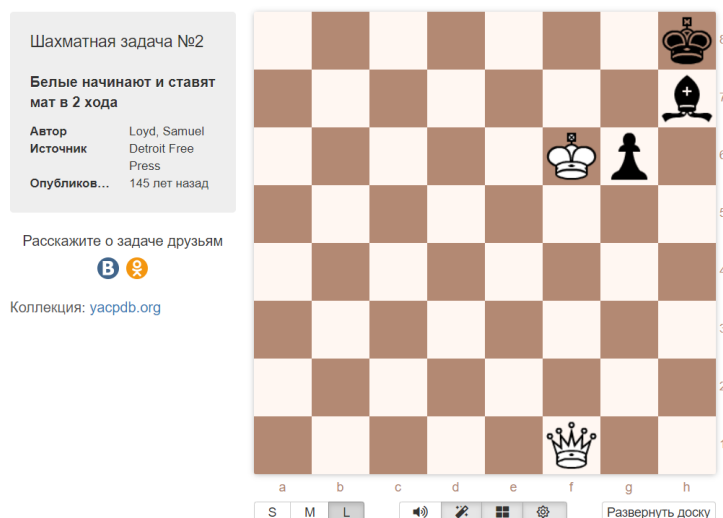 Шахматная задача №2
Белые начинают и ставят
мат в 2 хода
Автор Loyd, Samuel
Источник Detroit Free
Press
Опубликов... 145 лет назад
Расскажите о задаче друзьям
В
Коллекция: yacpdb.org
8
7
6
5
4
3
2
1
a b c d e f g h
S M L Развернуть доску